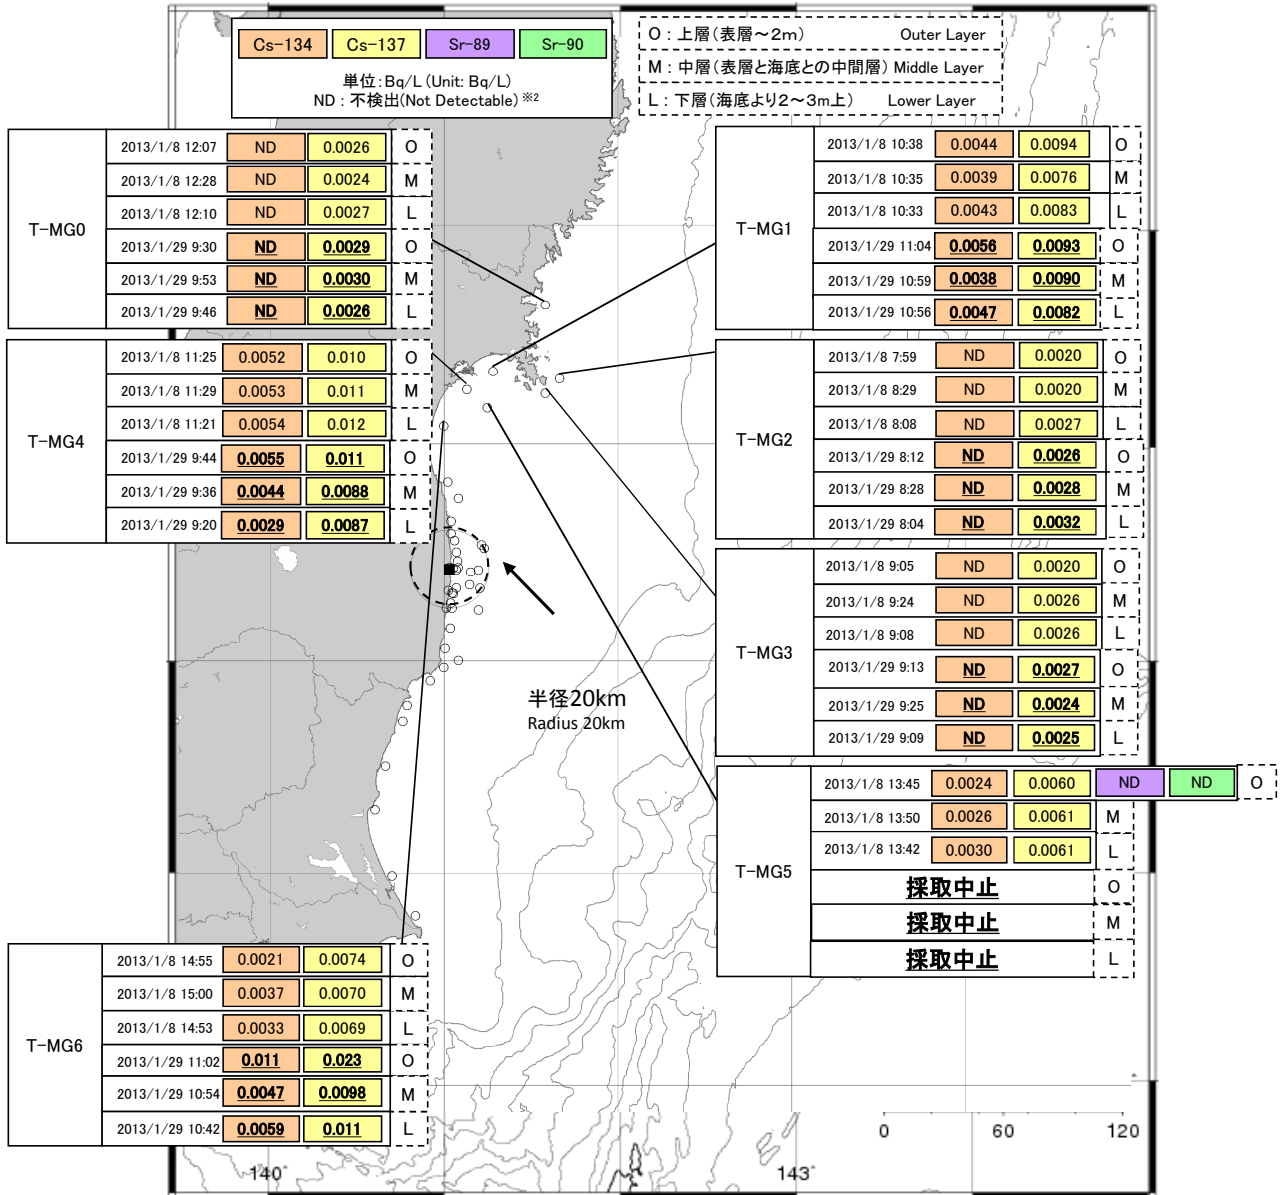 Cs-134 Cs-137 Sr-89 Sr-90
単位:Bq/L (Unit: Bq/L)
ND : 不検出(Not Detectable) ※2
O : 上層(表層～2m) Outer Layer
M : 中層(表層と海底との中間層) Middle Layer
L : 下層(海底より2～3m上) Lower Layer
T-MG0
2013/1/8 12:07 ND 0.0026 O
2013/1/8 12:28 ND 0.0024 M
2013/1/8 12:10 ND 0.0027 L
2013/1/29 9:30 ND 0.0029 O
2013/1/29 9:53 ND 0.0030 M
2013/1/29 9:46 ND 0.0026 L
T-MG1
2013/1/8 10:38 0.0044 0.0094 O
2013/1/8 10:35 0.0039 0.0076 M
2013/1/8 10:33 0.0043 0.0083 L
2013/1/29 11:04 0.0056 0.0093 O
2013/1/29 10:59 0.0038 0.0090 M
2013/1/29 10:56 0.0047 0.0082 L
T-MG4
2013/1/8 11:25 0.0052 0.010 O
2013/1/8 11:29 0.0053 0.011 M
2013/1/8 11:21 0.0054 0.012 L
2013/1/29 9:44 0.0055 0.011 O
2013/1/29 9:36 0.0044 0.0088 M
2013/1/29 9:20 0.0029 0.0087 L
T-MG2
2013/1/8 7:59 ND 0.0020 O
2013/1/8 8:29 ND 0.0020 M
2013/1/8 8:08 ND 0.0027 L
2013/1/29 8:12 ND 0.0026 O
2013/1/29 8:28 ND 0.0028 M
2013/1/29 8:04 ND 0.0032 L
T-MG3
2013/1/8 9:05 ND 0.0020 O
2013/1/8 9:24 ND 0.0026 M
2013/1/8 9:08 ND 0.0026 L
2013/1/29 9:13 ND 0.0027 O
2013/1/29 9:25 ND 0.0024 M
2013/1/29 9:09 ND 0.0025 L
半径20km
Radius 20km
T-MG5
2013/1/8 13:45 0.0024 0.0060 ND ND O
2013/1/8 13:50 0.0026 0.0061 M
2013/1/8 13:42 0.0030 0.0061 L
採取中止 O
採取中止 M
採取中止 L
T-MG6
2013/1/8 14:55 0.0021 0.0074 O
2013/1/8 15:00 0.0037 0.0070 M
2013/1/8 14:53 0.0033 0.0069 L
2013/1/29 11:02 0.011 0.023 O
2013/1/29 10:54 0.0047 0.0098 M
2013/1/29 10:42 0.0059 0.011 L
0 60 120
140° 143°